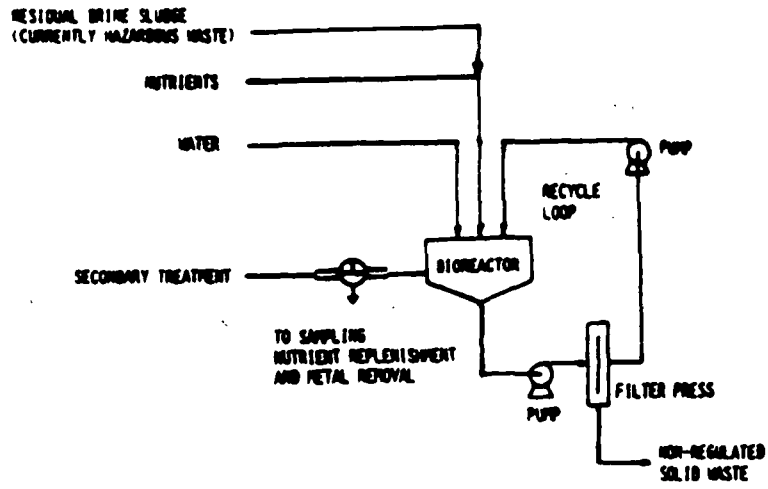 RESIDUAL BRINE SLUDGE
(CURRENTLY HAZARDOUS WASTE)
NUTRIENTS
WATER
PUMP
RECYCLE
LOOP
BIOREACTOR
SECONDARY TREATMENT
TO SAMPLING
NUTRIENT REPLENISHMENT
AND METAL REMOVAL
FILTER PRESS
PUMP
NON-REGULATED
SOLID WASTE